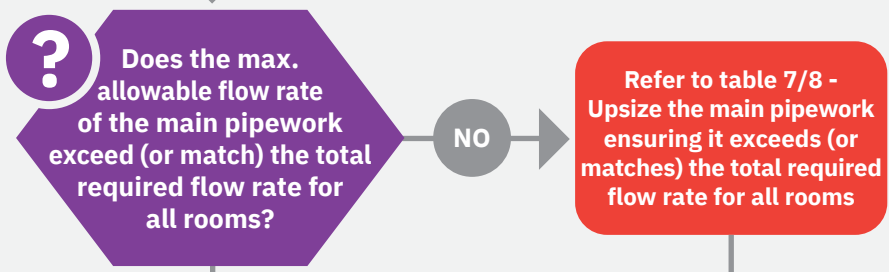 ?
Does the max.
allowable flow rate
of the main pipework
exceed (or match) the total
required flow rate for
all rooms?
NO
Refer to table 7/8 -
Upsize the main pipework
ensuring it exceeds (or
matches) the total required
flow rate for all rooms